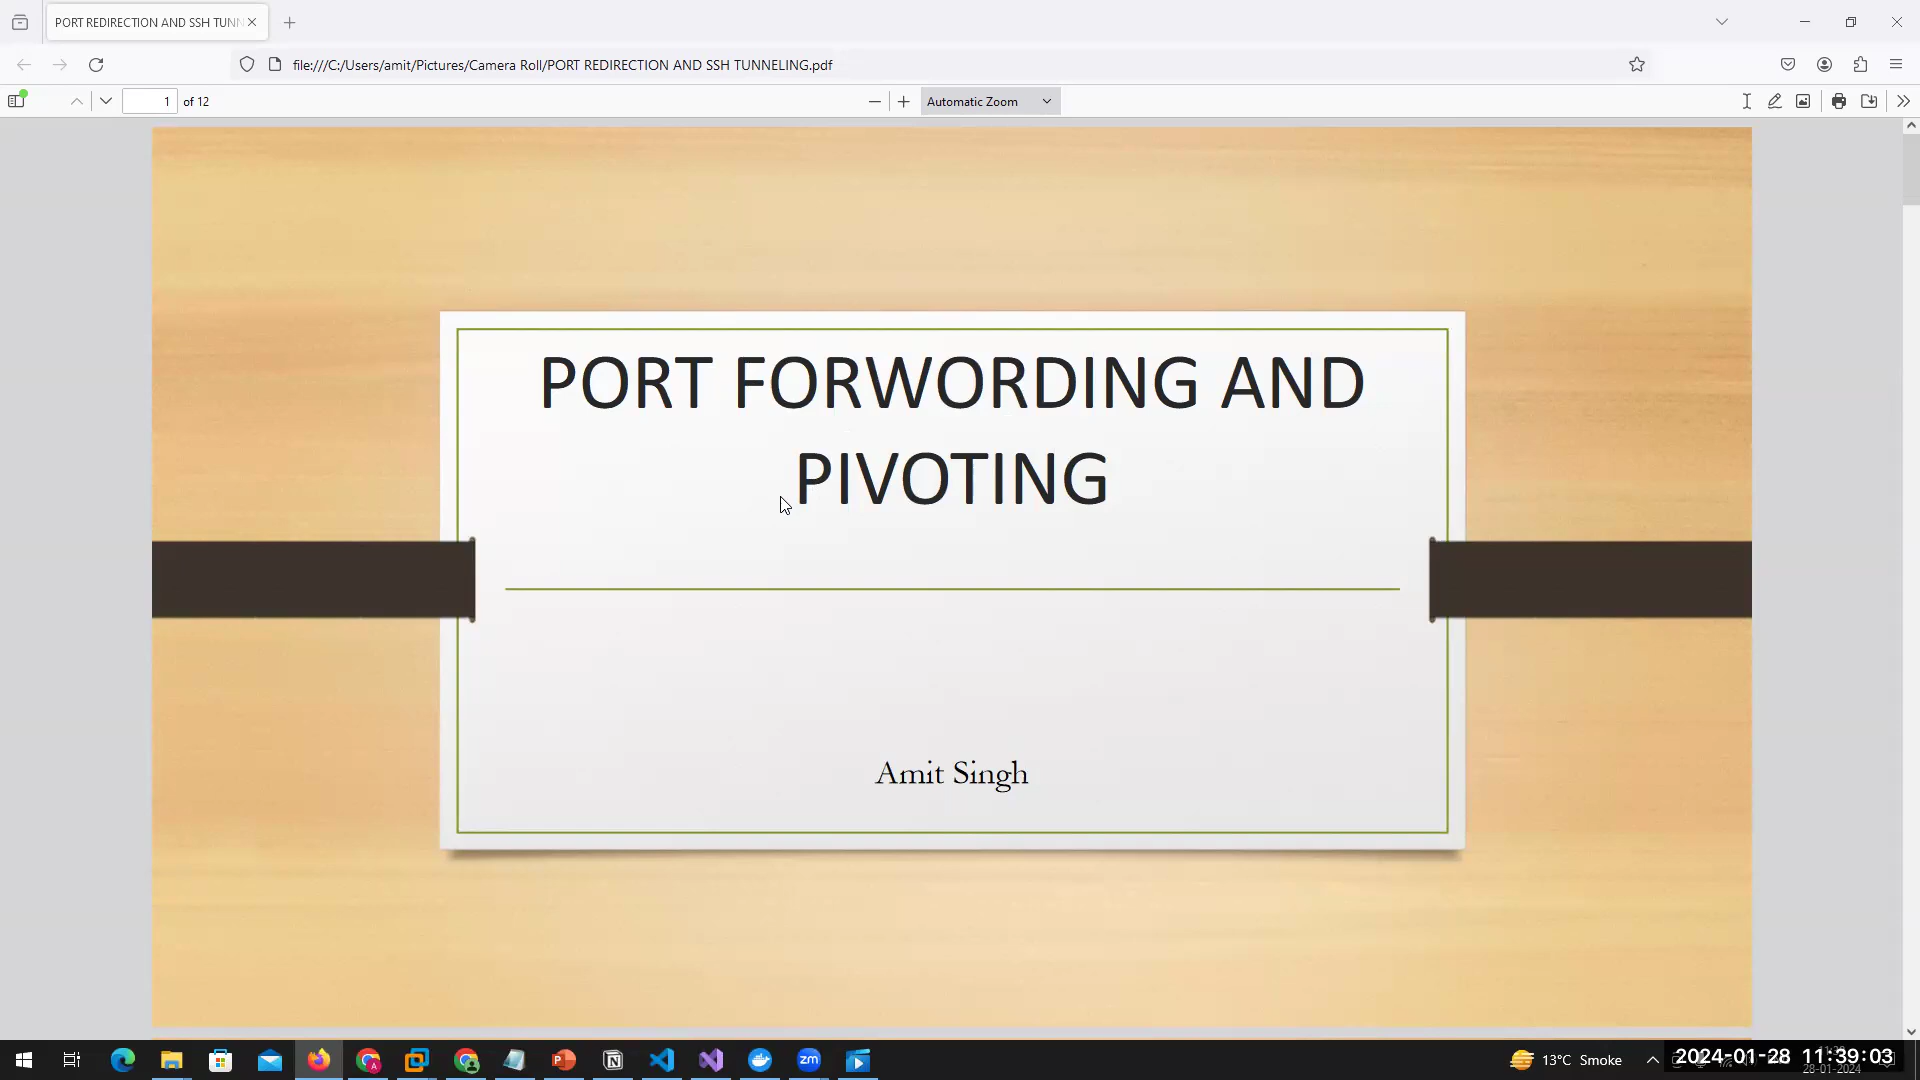 PORT REDIRECTION AND SSH TUNN
file:///C:/Users/amit/Pictures/Camera Roll/PORT REDIRECTION AND SSH TUNNELING.pdf
1 of 12
Automatic Zoom
PORT FORWORDING AND
PIVOTING
Amit Singh
13°C Smoke
2024-01-28 11:39:03
28-01-2024